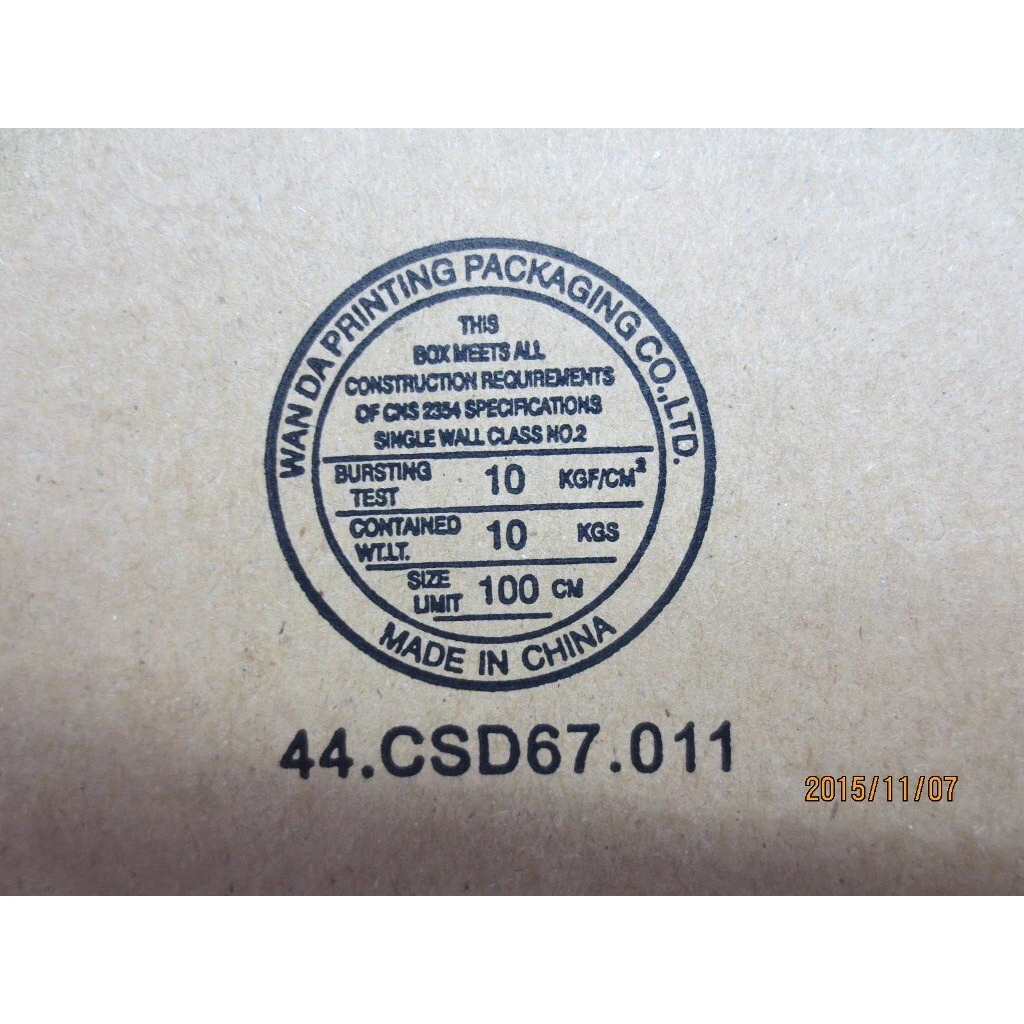 WAN DA PRINTING PACKAGING CO.,LTD.
THIS
BOX MEETS ALL
CONSTRUCTION REQUIREMENTS
OF CNS 2354 SPECIFICATIONS
SINGLE WALL CLASS NO.2
BURSTING TEST 10 KGF/CM²
CONTAINED WT.LT. 10 KGS
SIZE LIMIT 100 CM
MADE IN CHINA
44.CSD67.011
2015/11/07